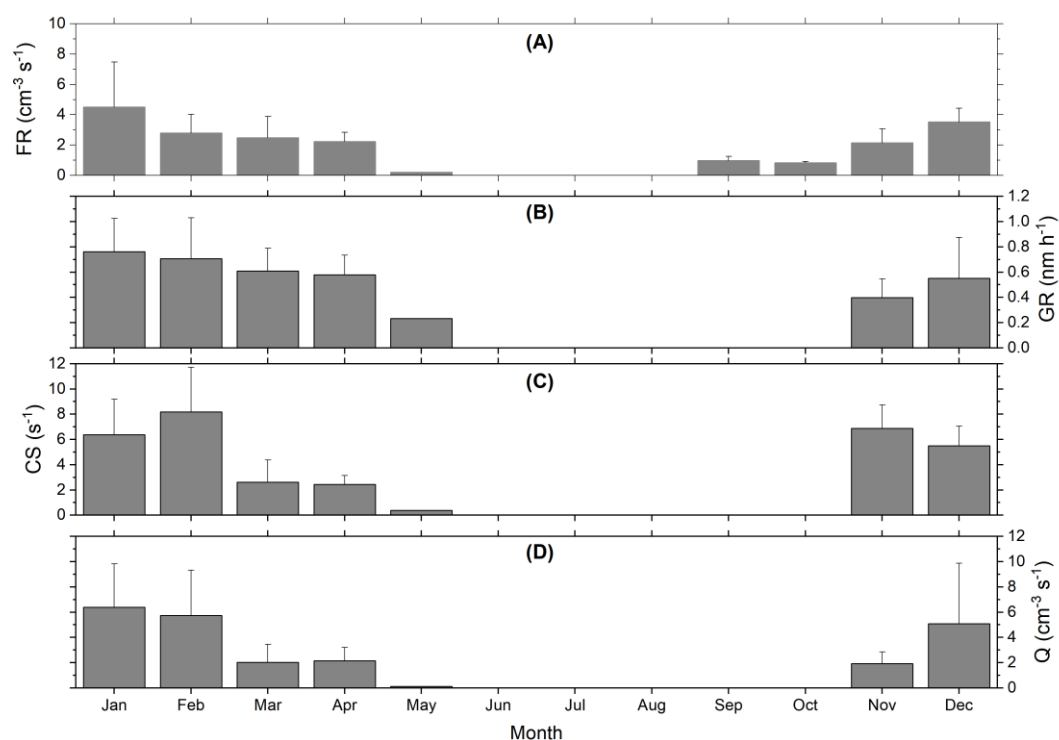 (A)
FR (cm⁻³ s⁻¹)
10
8
6
4
2
0
(B)
GR (nm h⁻¹)
1.2
1.0
0.8
0.6
0.4
0.2
0.0
(C)
CS (s⁻¹)
12
10
8
6
4
2
0
(D)
Q (cm⁻³ s⁻¹)
12
10
8
6
4
2
0
Jan Feb Mar Apr May Jun Jul Aug Sep Oct Nov Dec
Month